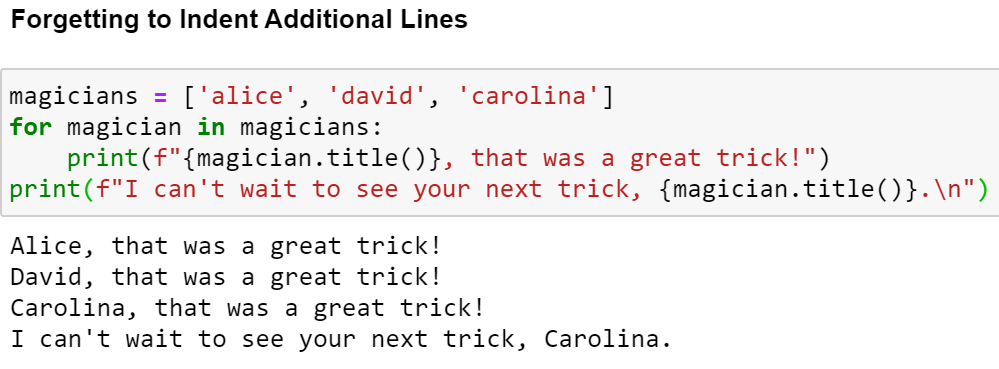 Forgetting to Indent Additional Lines
magicians = ['alice', 'david', 'carolina']
for magician in magicians:
    print(f"{magician.title()}, that was a great trick!")
print(f"I can't wait to see your next trick, {magician.title()}.\n")
Alice, that was a great trick!
David, that was a great trick!
Carolina, that was a great trick!
I can't wait to see your next trick, Carolina.